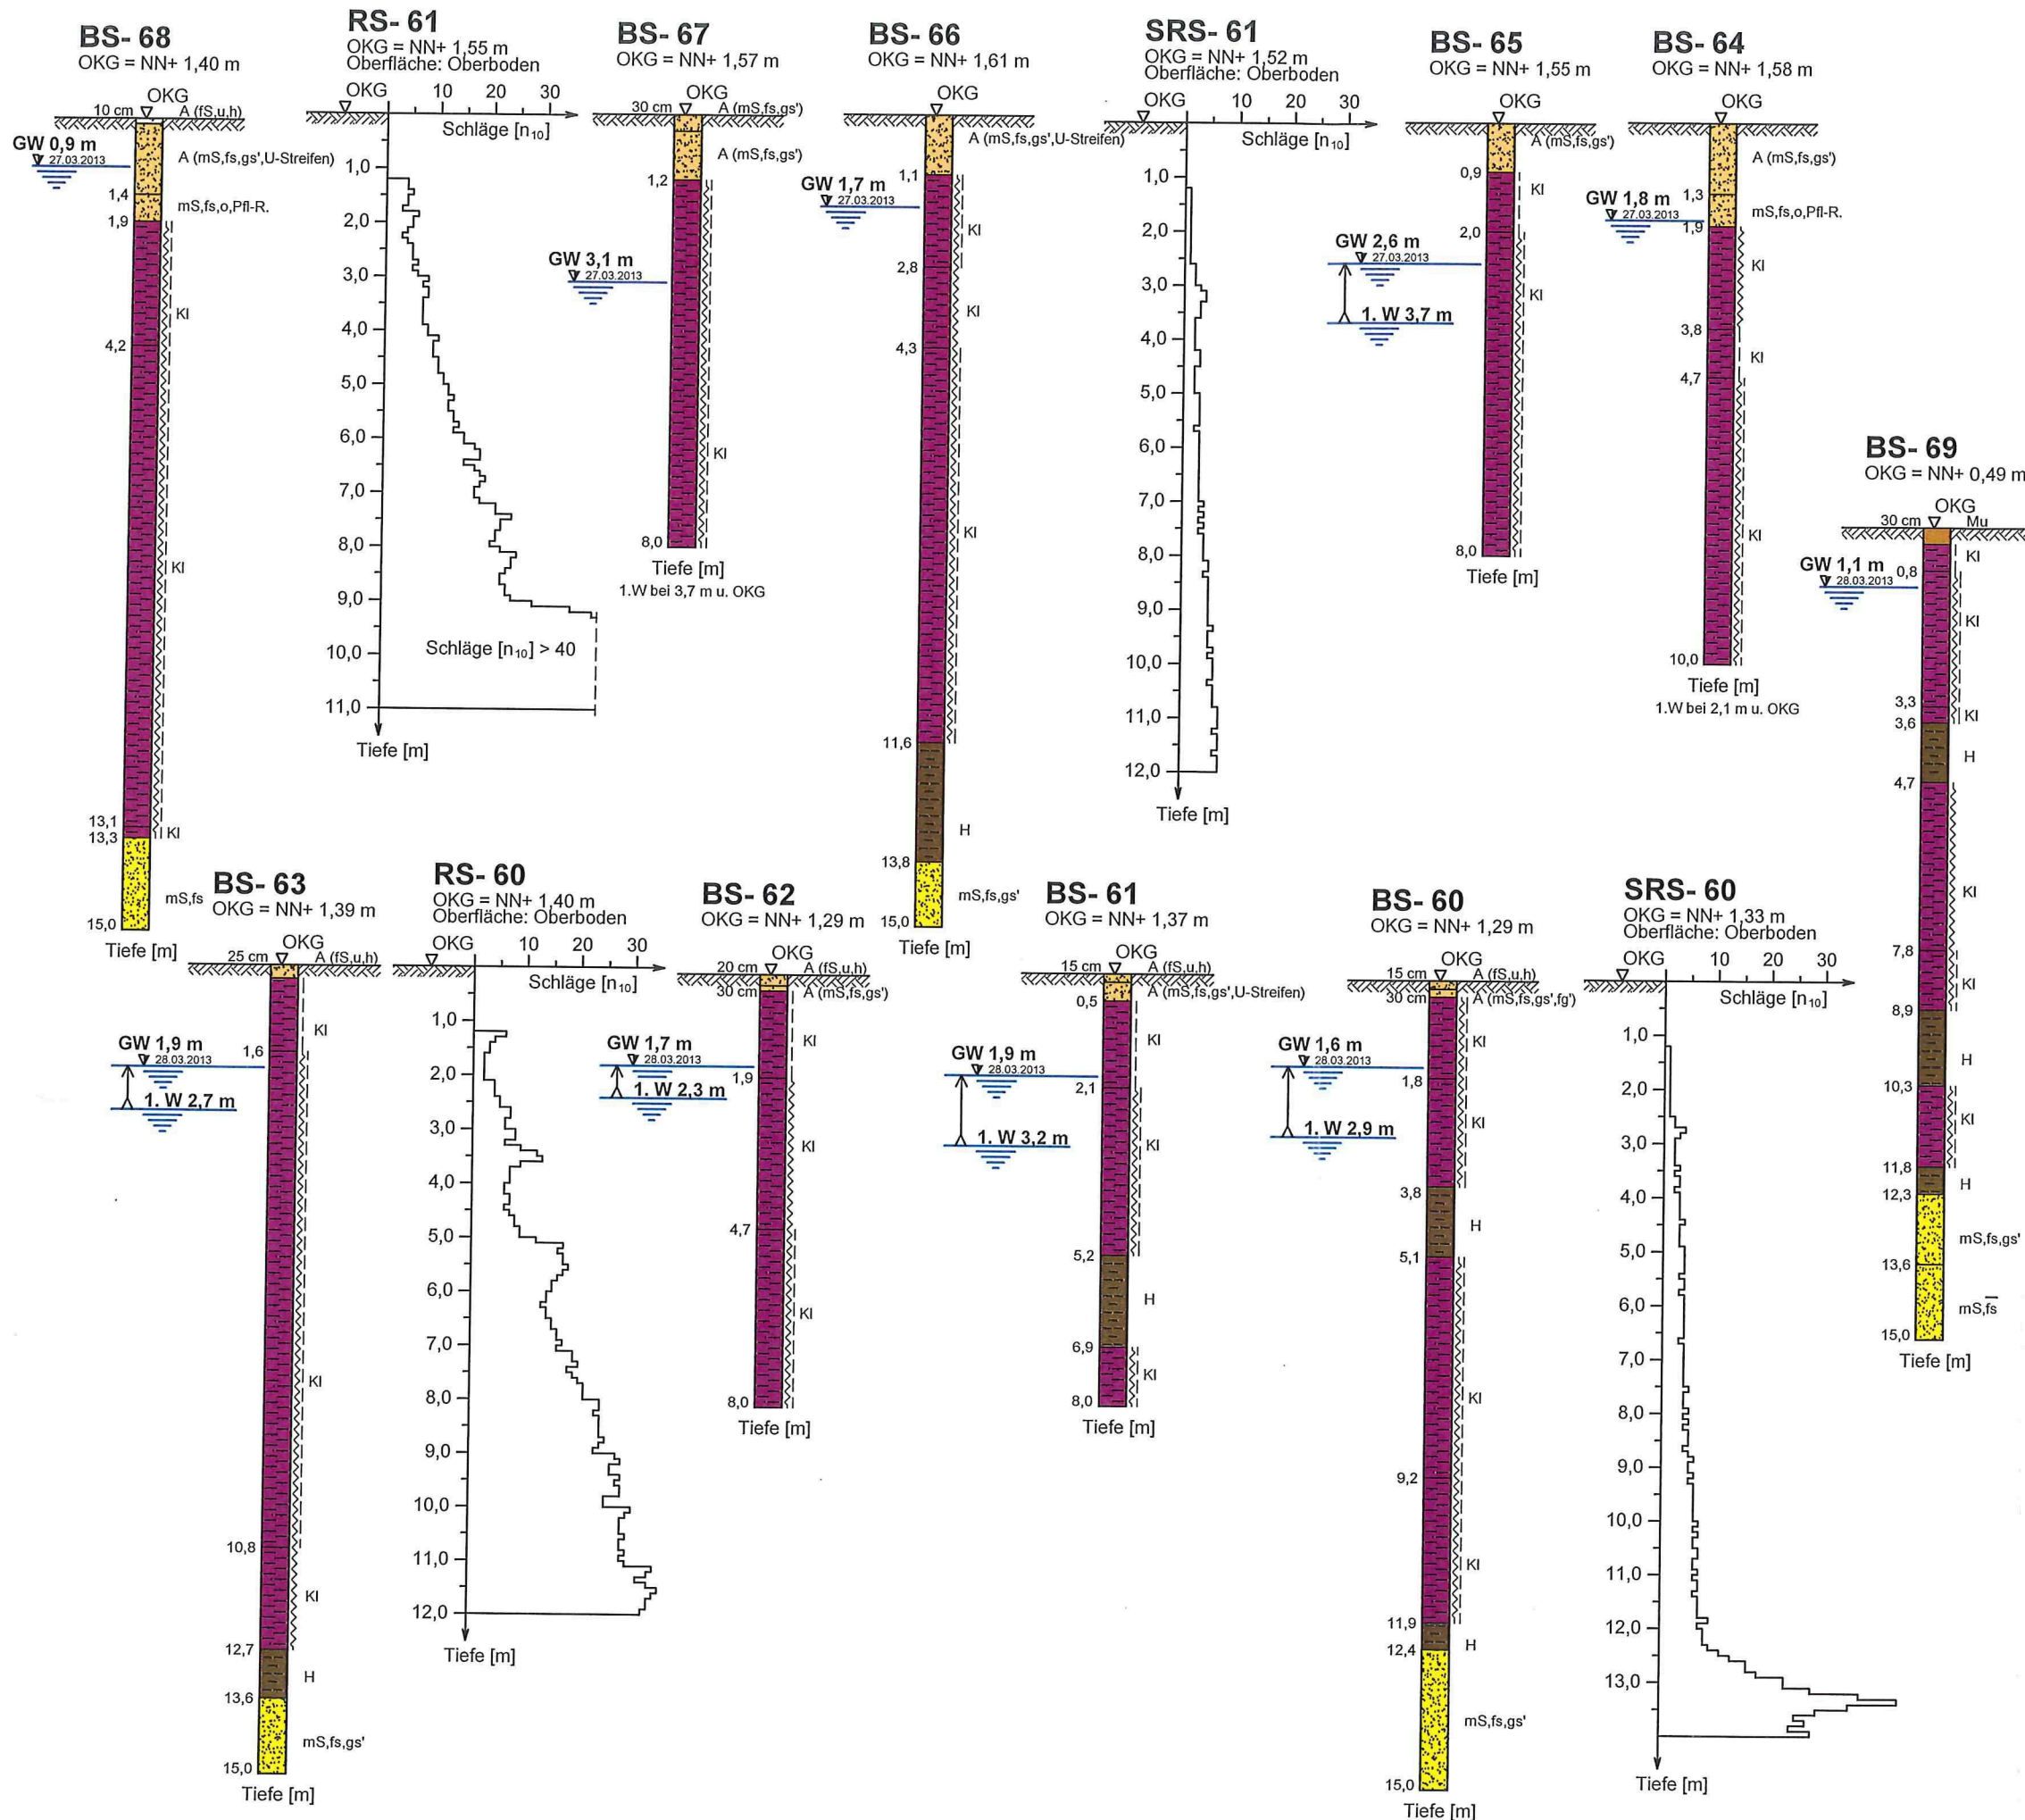 BS- 68
OKG = NN+ 1,40 m
OKG
10 cm
A (fS,u,h)
GW 0,9 m
27.03.2013
A (mS,fs,gs',U-Streifen)
1,4
mS,fs,o,Pfl-R.
1,9
Kl
4,2
Kl
13,1
13,3
Kl
mS,fs
15,0
Tiefe [m]
RS- 61
OKG = NN+ 1,55 m
Oberfläche: Oberboden
OKG
10
20
30
Schläge [n₁₀]
1,0
2,0
3,0
4,0
5,0
6,0
7,0
8,0
9,0
10,0
Schläge [n₁₀] > 40
11,0
Tiefe [m]
BS- 67
OKG = NN+ 1,57 m
OKG
30 cm
A (mS,fs,gs')
A (mS,fs,gs')
1,2
GW 3,1 m
27.03.2013
Kl
8,0
Tiefe [m]
1.W bei 3,7 m u. OKG
BS- 66
OKG = NN+ 1,61 m
OKG
A (mS,fs,gs',U-Streifen)
1,1
GW 1,7 m
27.03.2013
Kl
2,8
Kl
4,3
Kl
11,6
H
13,8
mS,fs,gs'
15,0
Tiefe [m]
SRS- 61
OKG = NN+ 1,52 m
Oberfläche: Oberboden
OKG
10
20
30
Schläge [n₁₀]
1,0
2,0
3,0
4,0
5,0
6,0
7,0
8,0
9,0
10,0
11,0
12,0
Tiefe [m]
BS- 65
OKG = NN+ 1,55 m
OKG
A (mS,fs,gs')
0,9
Kl
2,0
GW 2,6 m
27.03.2013
Kl
1. W 3,7 m
8,0
Tiefe [m]
BS- 64
OKG = NN+ 1,58 m
OKG
A (mS,fs,gs')
1,3
GW 1,8 m
27.03.2013
mS,fs,o,Pfl-R.
1,9
Kl
3,8
Kl
4,7
Kl
10,0
Tiefe [m]
1.W bei 2,1 m u. OKG
BS- 69
OKG = NN+ 0,49 m
OKG
30 cm
Mu
Kl
0,8
GW 1,1 m
28.03.2013
Kl
3,3
Kl
3,6
H
4,7
Kl
7,8
Kl
8,9
H
10,3
Kl
11,8
H
12,3
mS,fs,gs'
13,6
mS,f̅s̅
15,0
Tiefe [m]
BS- 63
OKG = NN+ 1,39 m
OKG
25 cm
A (fS,u,h)
Kl
1,6
GW 1,9 m
28.03.2013
1. W 2,7 m
Kl
10,8
Kl
12,7
H
13,6
mS,fs,gs'
15,0
Tiefe [m]
RS- 60
OKG = NN+ 1,40 m
Oberfläche: Oberboden
OKG
10
20
30
Schläge [n₁₀]
1,0
2,0
3,0
4,0
5,0
6,0
7,0
8,0
9,0
10,0
11,0
12,0
Tiefe [m]
BS- 62
OKG = NN+ 1,29 m
OKG
20 cm
A (fS,u,h)
30 cm
A (mS,fs,gs')
Kl
GW 1,7 m
28.03.2013
1,9
1. W 2,3 m
Kl
4,7
Kl
8,0
Tiefe [m]
BS- 61
OKG = NN+ 1,37 m
OKG
15 cm
A (fS,u,h)
A (mS,fs,gs',U-Streifen)
0,5
Kl
GW 1,9 m
28.03.2013
2,1
1. W 3,2 m
Kl
5,2
H
6,9
Kl
8,0
Tiefe [m]
BS- 60
OKG = NN+ 1,29 m
OKG
15 cm
A (fS,u,h)
30 cm
A (mS,fs,gs',fg')
Kl
GW 1,6 m
28.03.2013
1,8
Kl
1. W 2,9 m
3,8
H
5,1
Kl
9,2
Kl
11,9
H
12,4
mS,fs,gs'
15,0
Tiefe [m]
SRS- 60
OKG = NN+ 1,33 m
Oberfläche: Oberboden
OKG
10
20
30
Schläge [n₁₀]
1,0
2,0
3,0
4,0
5,0
6,0
7,0
8,0
9,0
10,0
11,0
12,0
13,0
Tiefe [m]